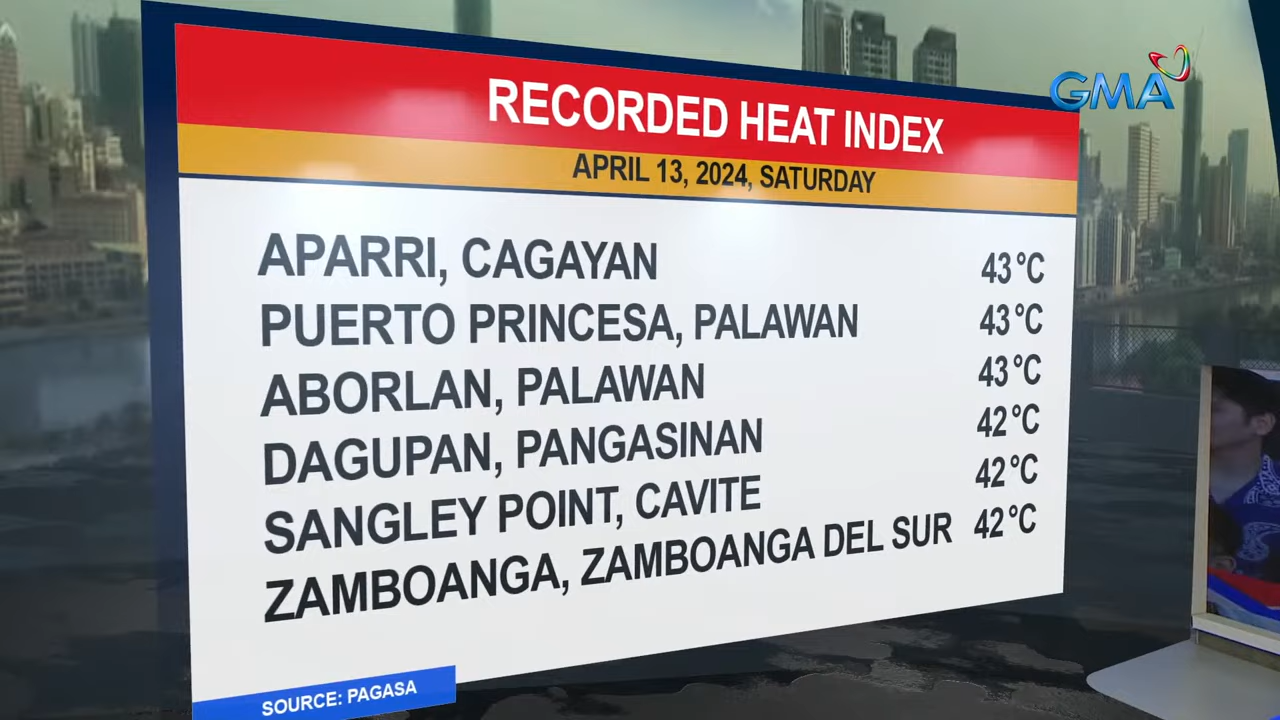 GMA
RECORDED HEAT INDEX
APRIL 13, 2024, SATURDAY
APARRI, CAGAYAN 43°C
PUERTO PRINCESA, PALAWAN 43°C
ABORLAN, PALAWAN 43°C
DAGUPAN, PANGASINAN 42°C
SANGLEY POINT, CAVITE 42°C
ZAMBOANGA, ZAMBOANGA DEL SUR 42°C
SOURCE: PAGASA